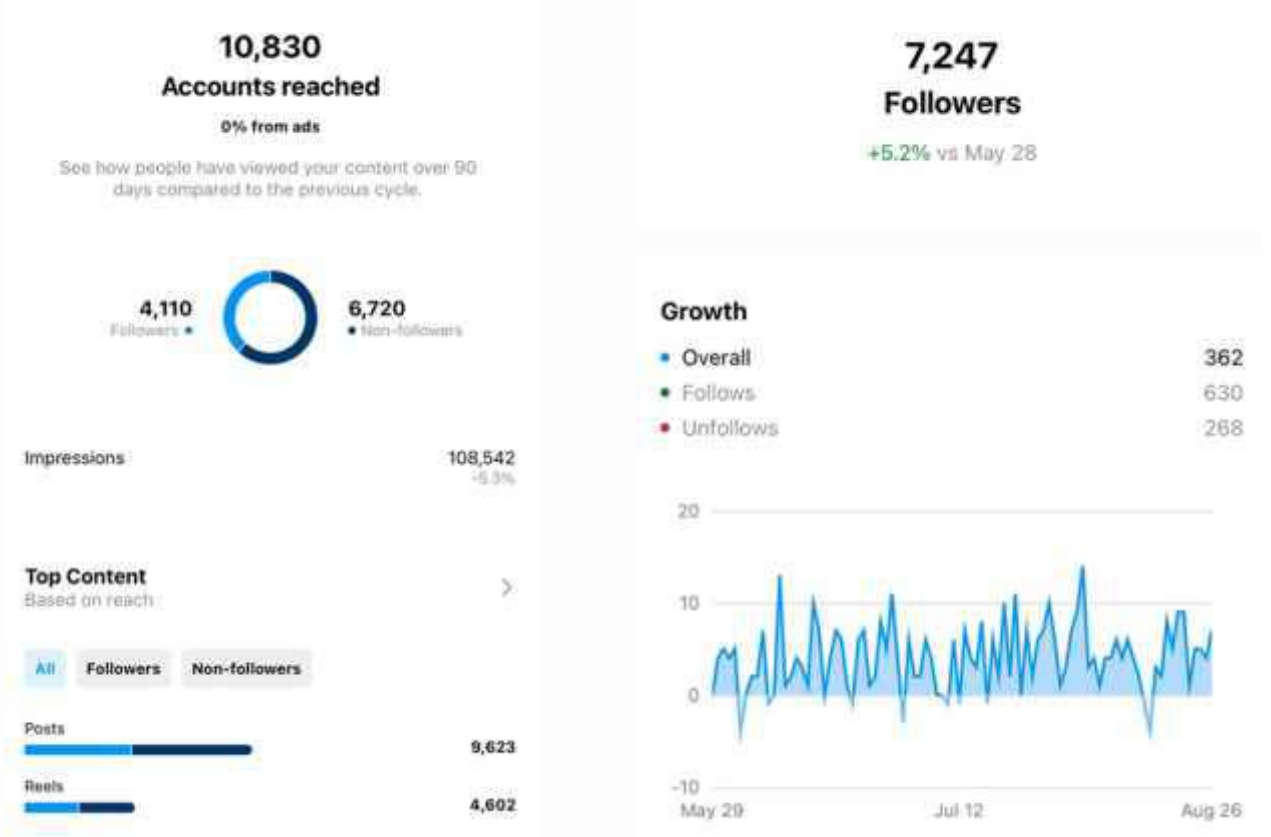 10,830
Accounts reached
0% from ads
See how people have viewed your content over 90
days compared to the previous cycle.
4,110
Followers
6,720
Non-followers
Impressions
108,542
-5.3%
Top Content
Based on reach
All
Followers
Non-followers
Posts
9,623
Reels
4,602
7,247
Followers
+5.2% vs May 28
Growth
Overall
362
Follows
630
Unfollows
268
20
10
0
-10
May 29
Jul 12
Aug 26